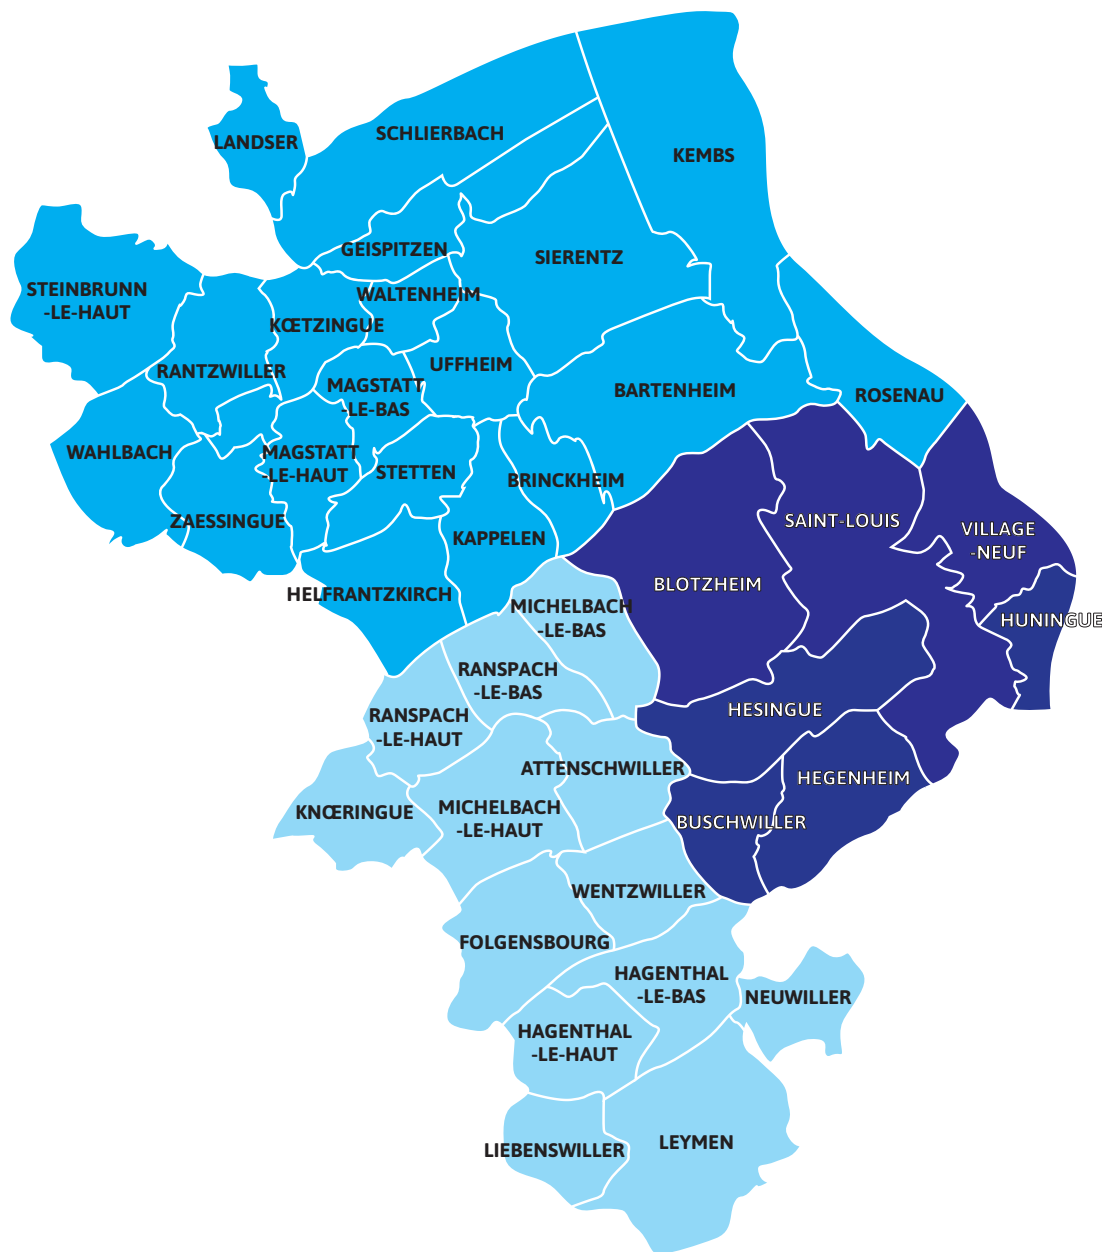 SCHLIERBACH
LANDSER
KEMBS
GEISPITZEN
SIERENTZ
STEINBRUNN
-LE-HAUT
WALTENHEIM
KŒTZINGUE
UFFHEIM
RANTZWILLER
MAGSTATT
-LE-BAS
BARTENHEIM
ROSENAU
WAHLBACH
MAGSTATT
-LE-HAUT
STETTEN
BRINCKHEIM
ZAESSINGUE
SAINT-LOUIS
VILLAGE
-NEUF
KAPPELEN
BLOTZHEIM
HELFRANTZKIRCH
MICHELBACH
-LE-BAS
HUNINGUE
RANSPACH
-LE-BAS
HESINGUE
RANSPACH
-LE-HAUT
ATTENSCHWILLER
HEGENHEIM
KNŒRINGUE
MICHELBACH
-LE-HAUT
BUSCHWILLER
WENTZWILLER
FOLGENSBOURG
HAGENTHAL
-LE-BAS
NEUWILLER
HAGENTHAL
-LE-HAUT
LEYMEN
LIEBENSWILLER